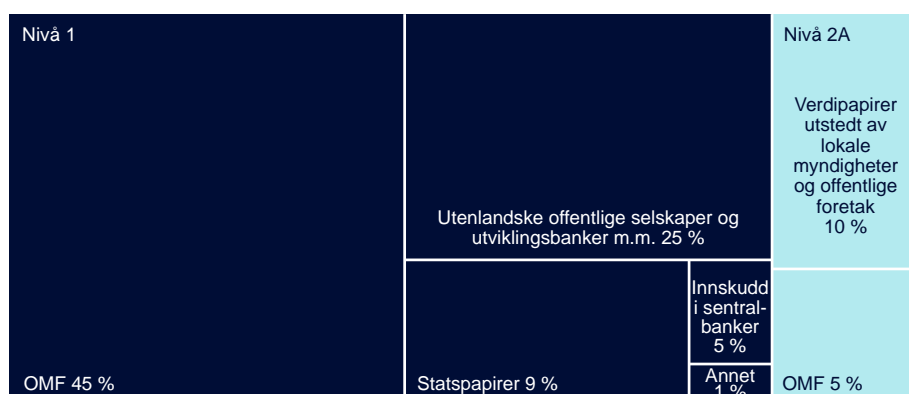 Nivå 1
OMF 45 %
Utenlandske offentlige selskaper og
utviklingsbanker m.m. 25 %
Statspapirer 9 %
Innskudd
i sentral-
banker
5 %
Annet
1 %
Nivå 2A
Verdipapirer
utstedt av
lokale
myndigheter
og offentlige
foretak
10 %
OMF 5 %